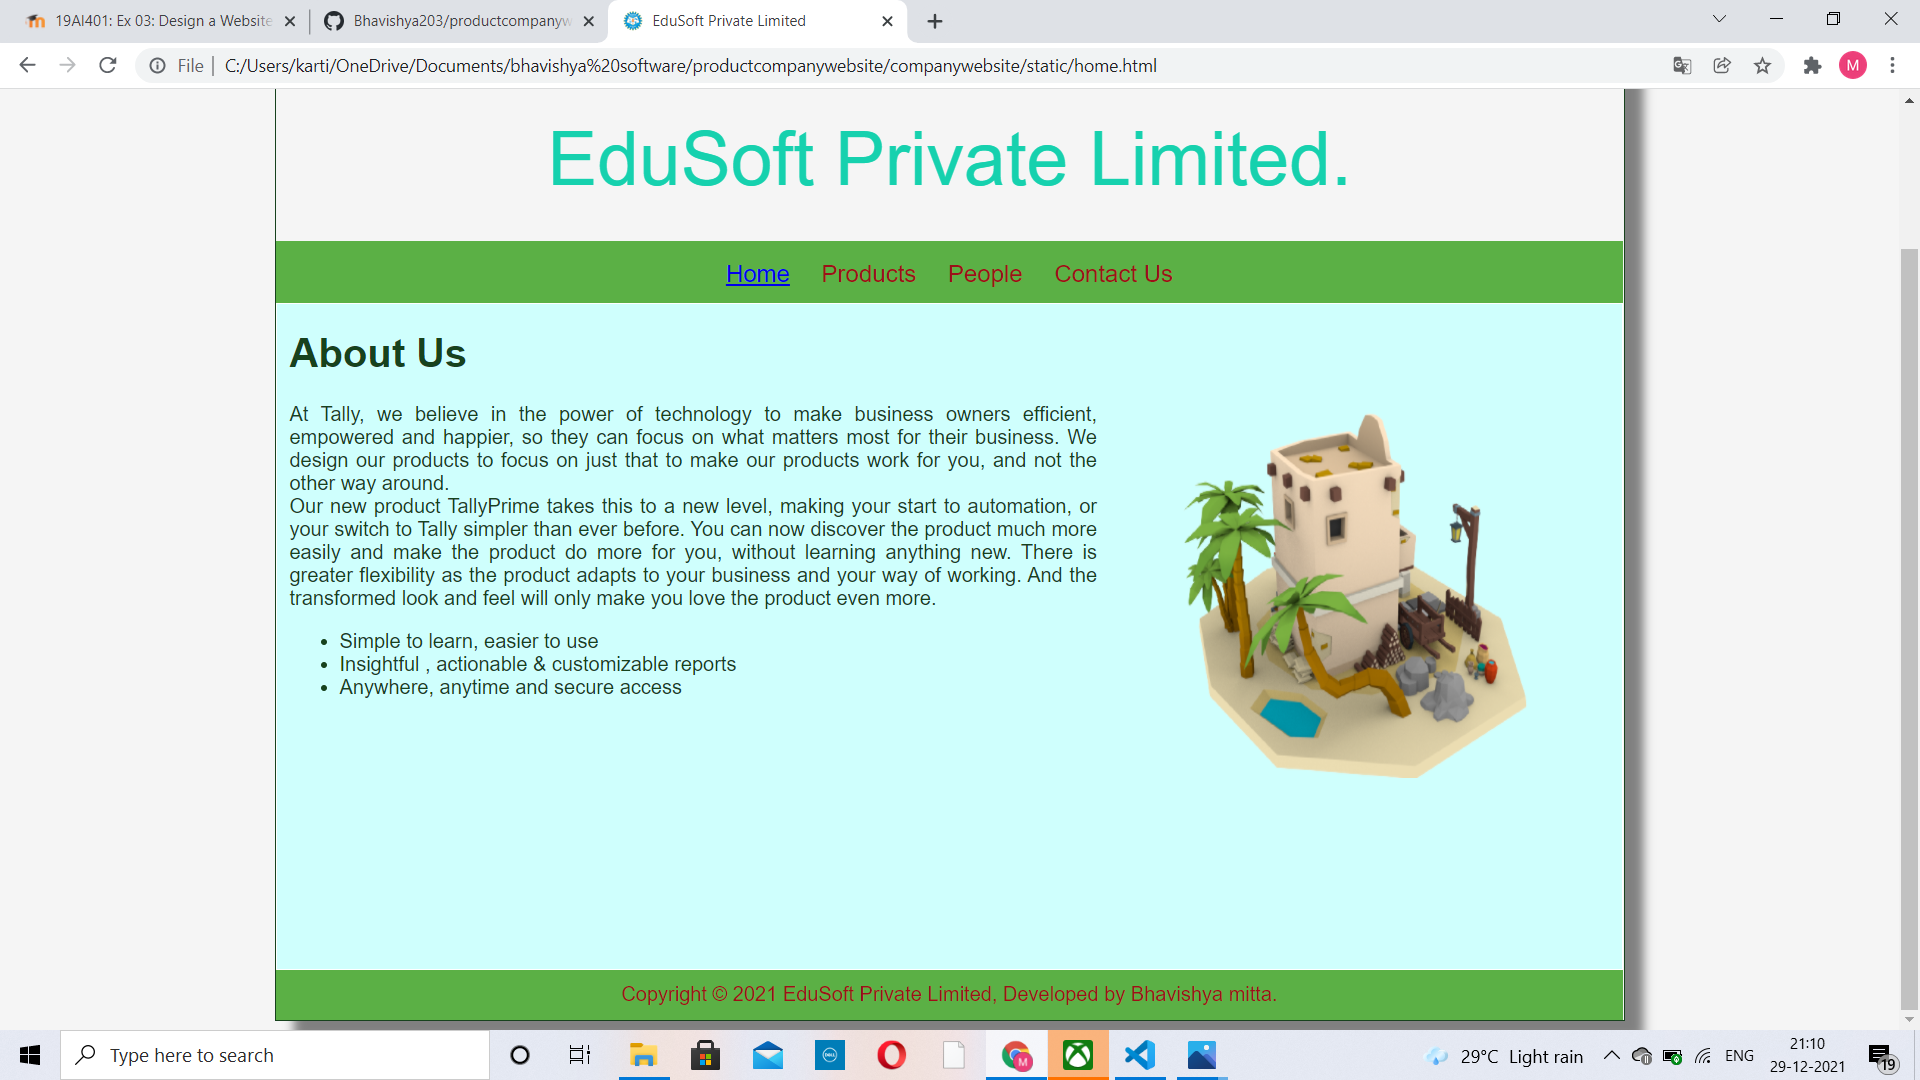 19AI401: Ex 03: Design a Website
Bhavishya203/productcompanyw
EduSoft Private Limited
File | C:/Users/karti/OneDrive/Documents/bhavishya%20software/productcompanywebsite/companywebsite/static/home.html
M
EduSoft Private Limited.
Home Products People Contact Us
About Us
At Tally, we believe in the power of technology to make business owners efficient,
empowered and happier, so they can focus on what matters most for their business. We
design our products to focus on just that to make our products work for you, and not the
other way around.
Our new product TallyPrime takes this to a new level, making your start to automation, or
your switch to Tally simpler than ever before. You can now discover the product much more
easily and make the product do more for you, without learning anything new. There is
greater flexibility as the product adapts to your business and your way of working. And the
transformed look and feel will only make you love the product even more.
• Simple to learn, easier to use
• Insightful , actionable & customizable reports
• Anywhere, anytime and secure access
Copyright © 2021 EduSoft Private Limited, Developed by Bhavishya mitta.
Type here to search
DELL
M
29°C Light rain
ENG
21:10
29-12-2021
19